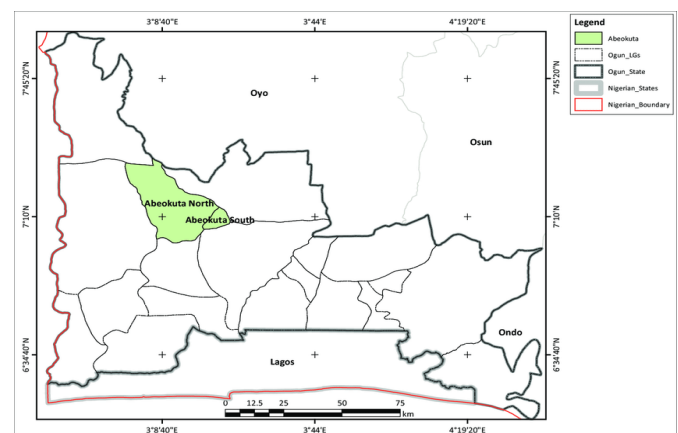 3°8'40"E 3°44' 4°19'20"E
Legend
Abeokuta
Ogun_LGs
Ogun_State
Nigerian_States
Nigerian_Boundary
7°45'20"N 7°45'20"N
Oyo
Osun
Abeokuta North
Abeokuta South
7°10'N 7°10'N
Ondo
6°34'40"N 6°34'40"N
Lagos
0 12.5 25 50 75
km
3°8'40"E 3°44' 4°19'20"E